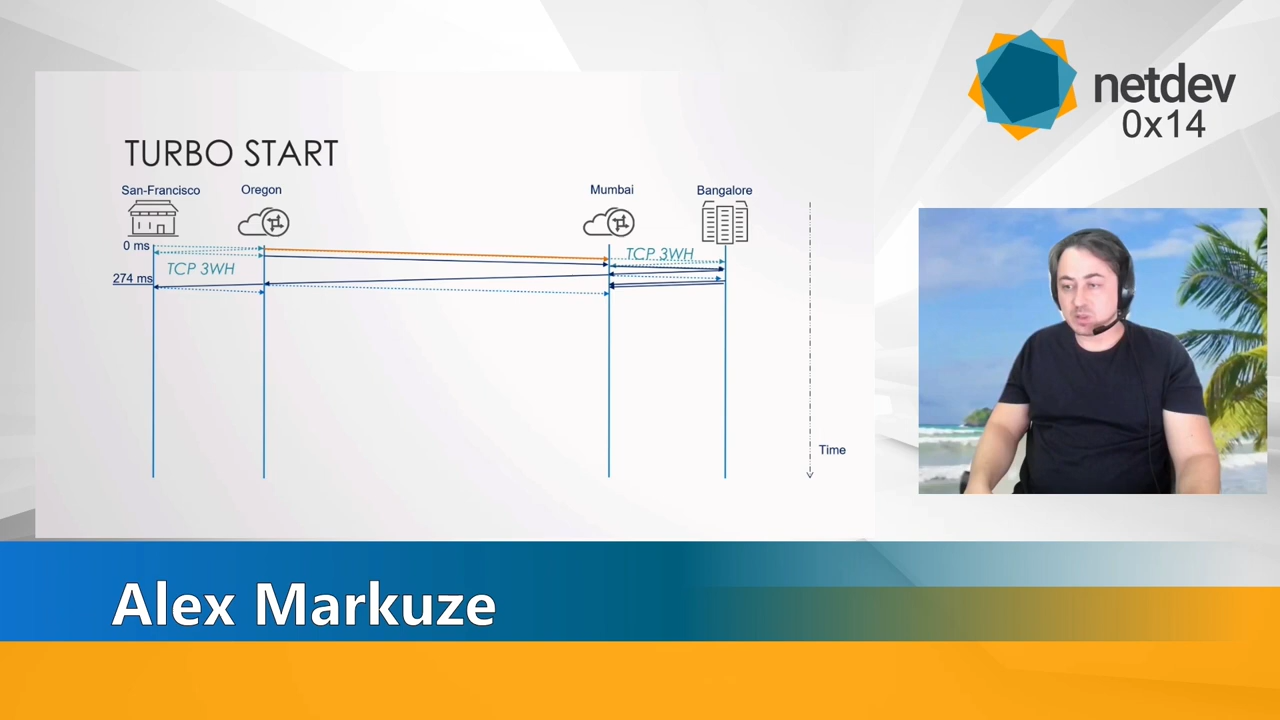 netdev
0x14
TURBO START
San-Francisco
Oregon
Mumbai
Bangalore
0 ms
TCP 3WH
TCP 3WH
274 ms
Time
Alex Markuze